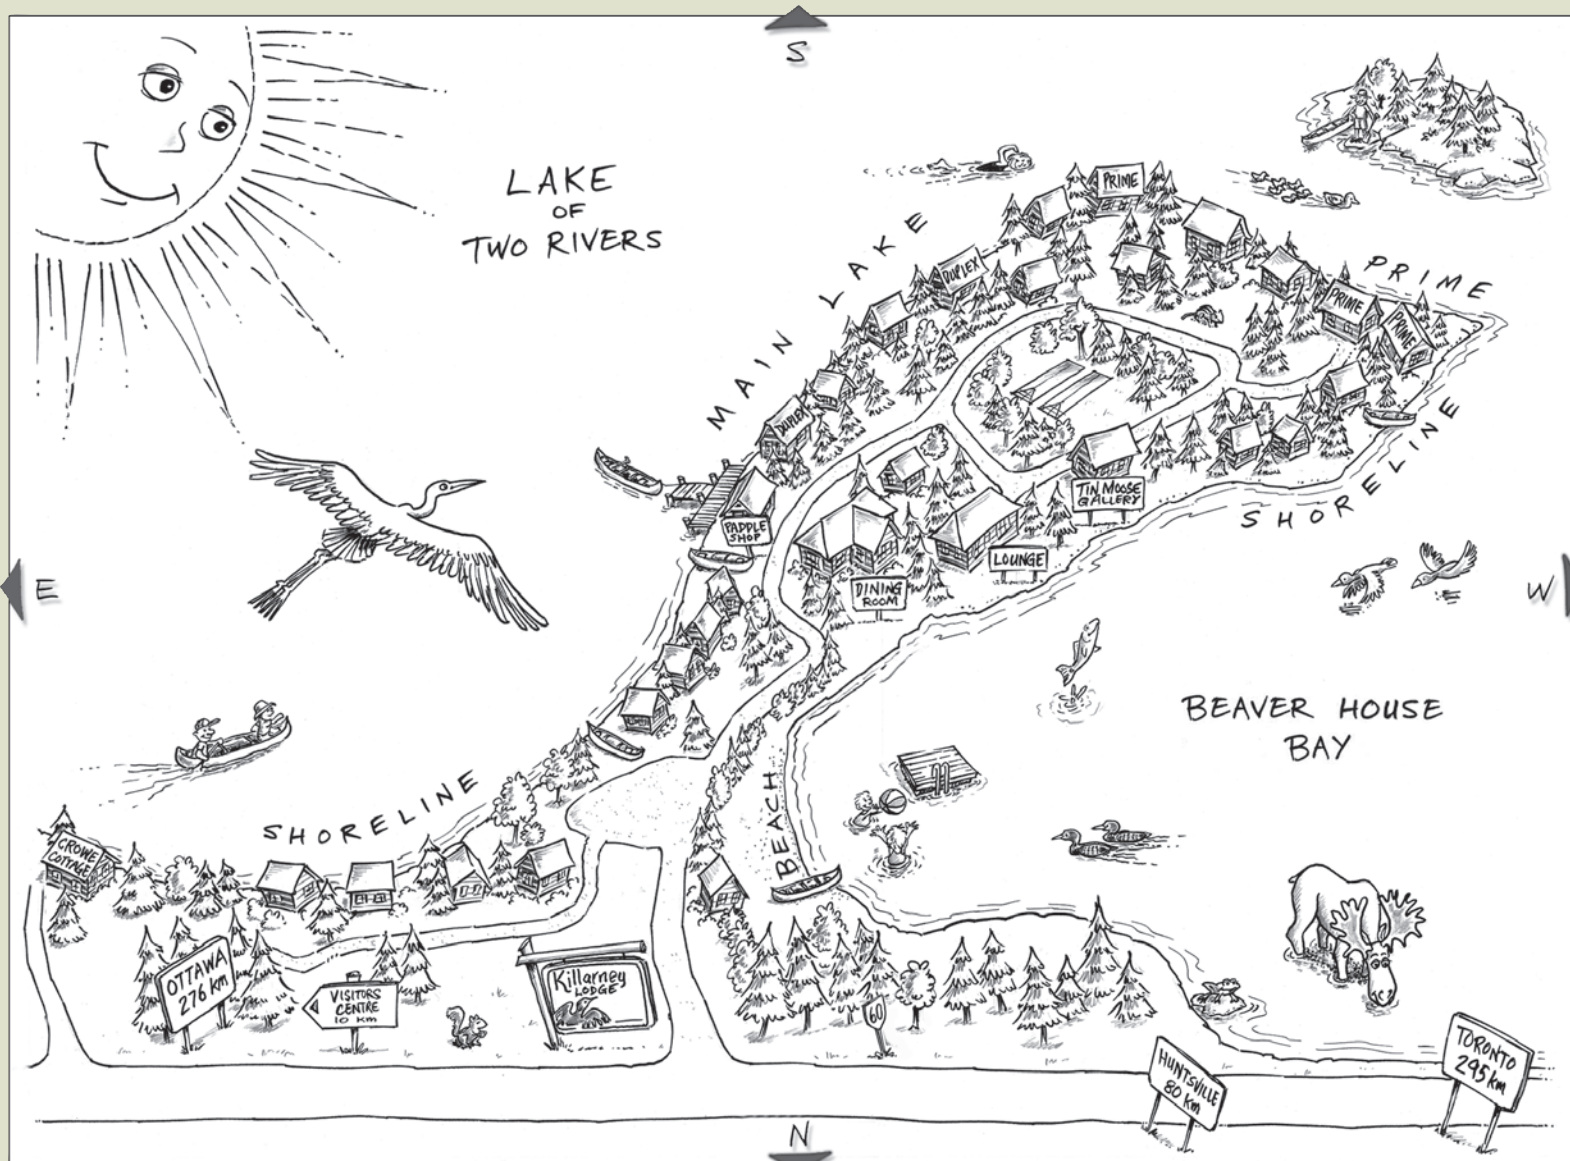 S
LAKE
OF
TWO RIVERS
PRIME
MAIN LAKE
DUPLEX
PRIME
PRIME
PRIME
DUPLEX
SHORELINE
TIN MOOSE
GALLERY
PADDLE
SHOP
LOUNGE
DINING
ROOM
E
W
BEAVER HOUSE
BAY
BEACH
SHORELINE
CROWE
COTTAGE
OTTAWA
276 km
VISITORS
CENTRE
10 KM
Killarney
LODGE
60
HUNTSVILLE
80 km
TORONTO
295 km
N